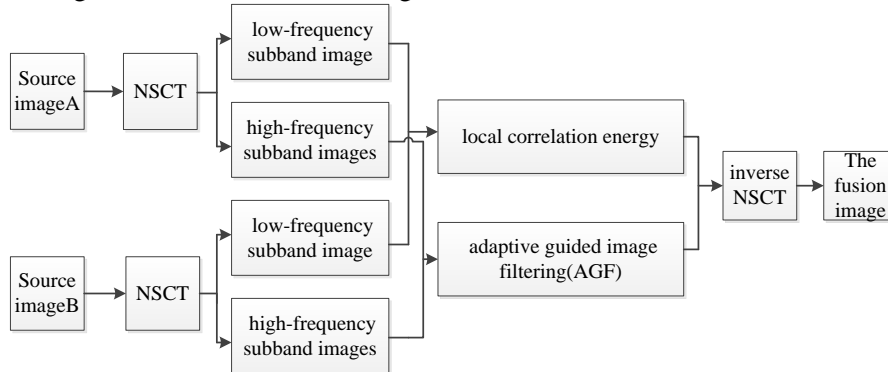 low-frequency
subband image
Source
imageA
NSCT
high-frequency
subband images
local correlation energy
inverse
NSCT
The
fusion
image
low-frequency
subband image
Source
imageB
NSCT
adaptive guided image
filtering(AGF)
high-frequency
subband images